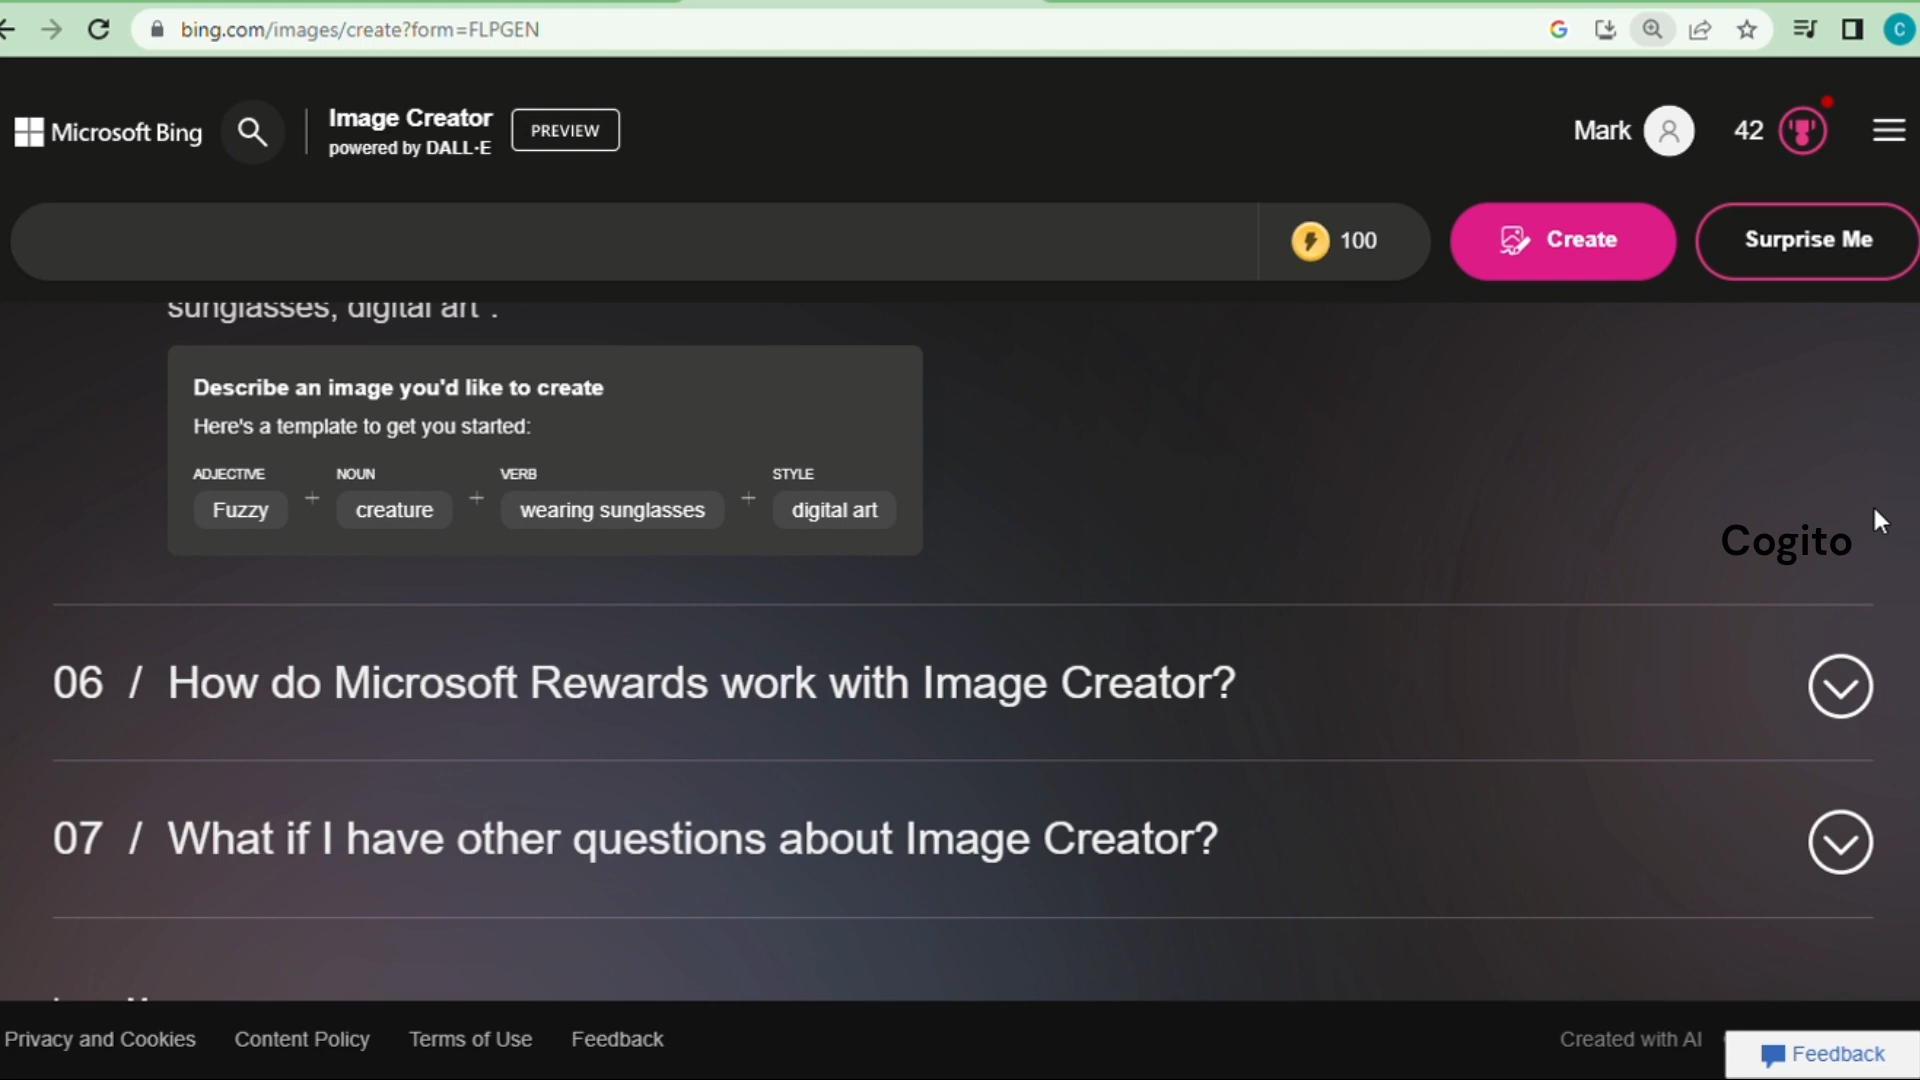 bing.com/images/create?form=FLPGEN
C
Microsoft Bing
Image Creator
powered by DALL·E
PREVIEW
Mark
42
100
Create
Surprise Me
sunglasses, digital art".
Describe an image you'd like to create
Here's a template to get you started:
ADJECTIVE + NOUN + VERB + STYLE
Fuzzy creature wearing sunglasses digital art
Cogito
06 / How do Microsoft Rewards work with Image Creator?
07 / What if I have other questions about Image Creator?
Privacy and Cookies Content Policy Terms of Use Feedback
Created with AI
Feedback